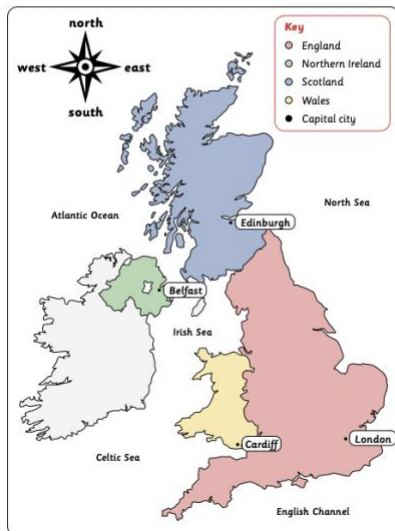 north
west
east
south
Key
England
Northern Ireland
Scotland
Wales
Capital city
Atlantic Ocean
North Sea
Edinburgh
Belfast
Irish Sea
Cardiff
London
Celtic Sea
English Channel